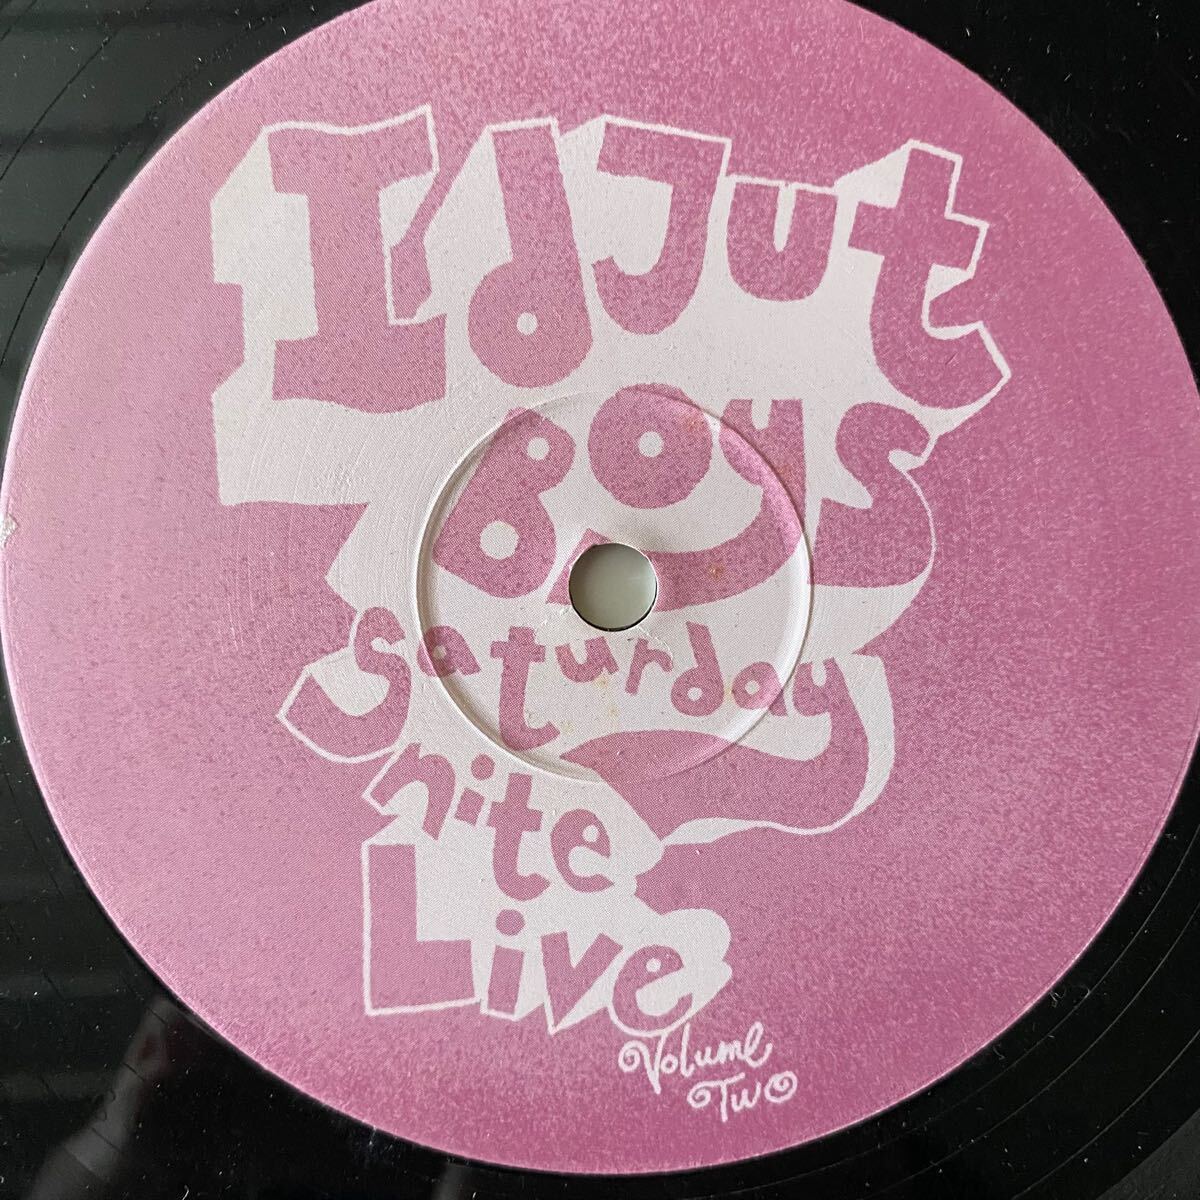 I'dJut
Boys
Saturday
nite
Live
Volume
Two